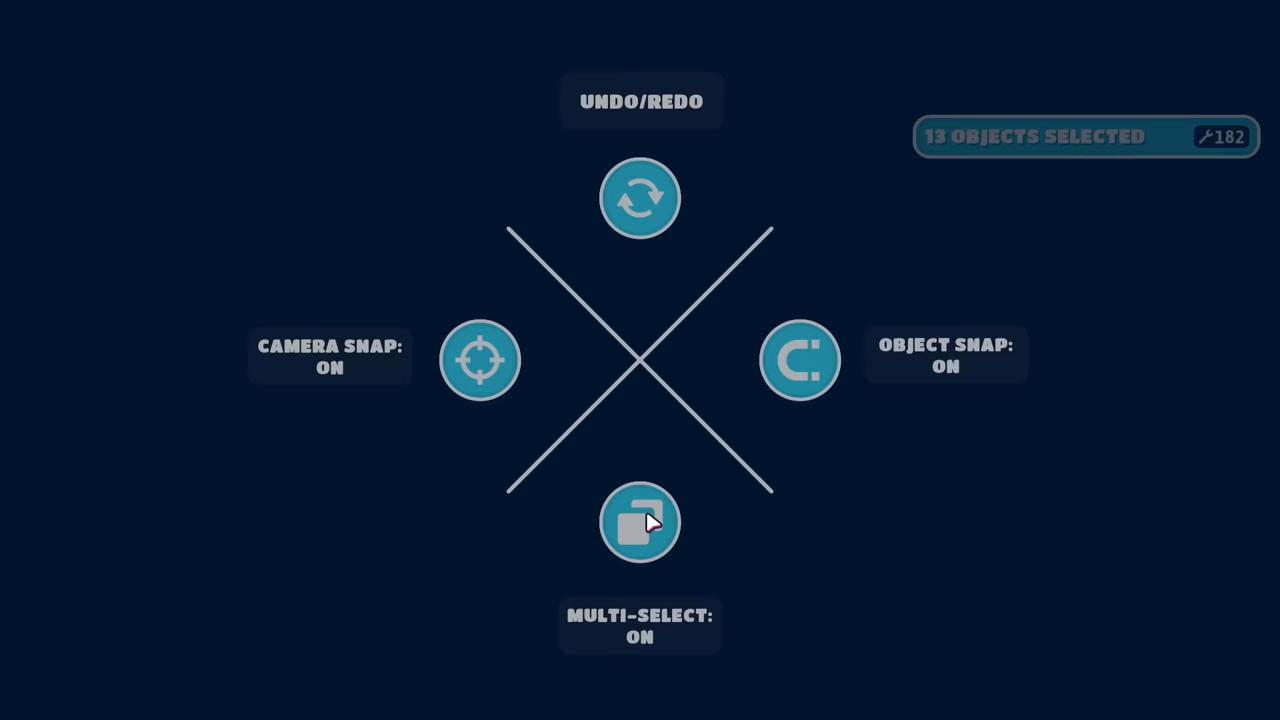 UNDO/REDO
13 OBJECTS SELECTED
182
CAMERA SNAP:
ON
OBJECT SNAP:
ON
MULTI-SELECT:
ON